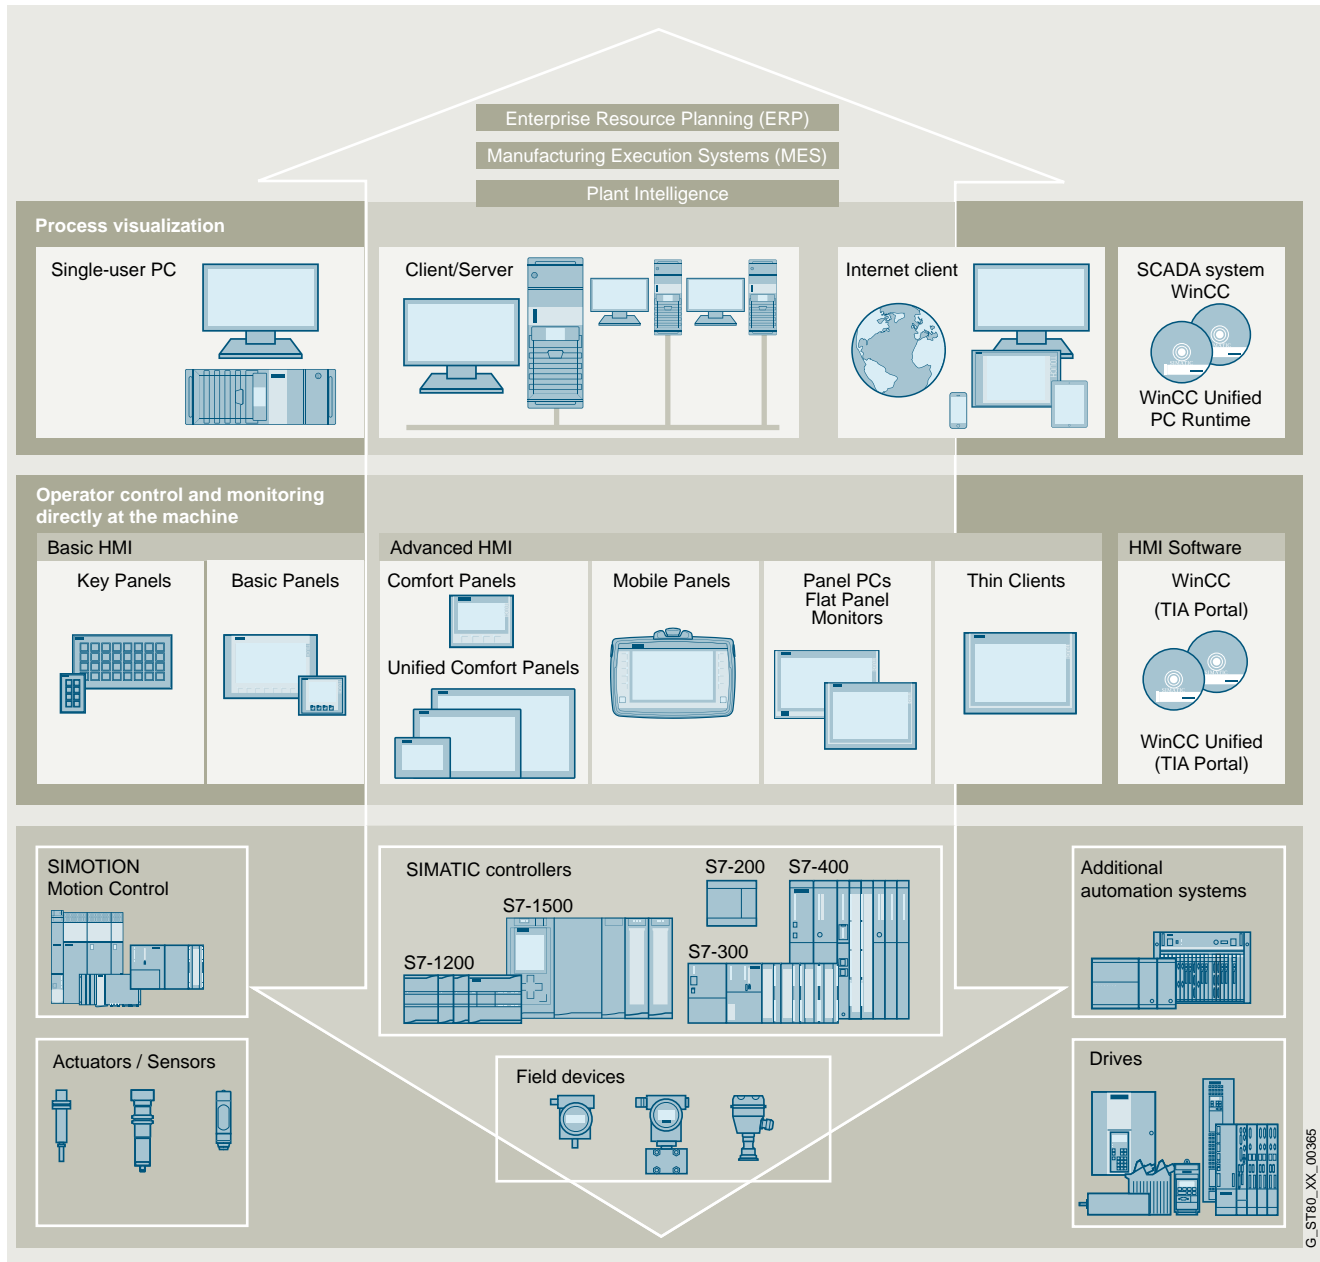 Enterprise Resource Planning (ERP)
Manufacturing Execution Systems (MES)
Plant Intelligence
Process visualization
Single-user PC
Client/Server
Internet client
SCADA system
WinCC
WinCC Unified
PC Runtime
Operator control and monitoring
directly at the machine
Basic HMI
Key Panels
Basic Panels
Advanced HMI
Comfort Panels
Unified Comfort Panels
Mobile Panels
Panel PCs
Flat Panel
Monitors
Thin Clients
HMI Software
WinCC
(TIA Portal)
WinCC Unified
(TIA Portal)
SIMOTION
Motion Control
SIMATIC controllers
S7-1200
S7-1500
S7-200
S7-300
S7-400
Additional
automation systems
Actuators / Sensors
Field devices
Drives
G_ST80_XX_00365